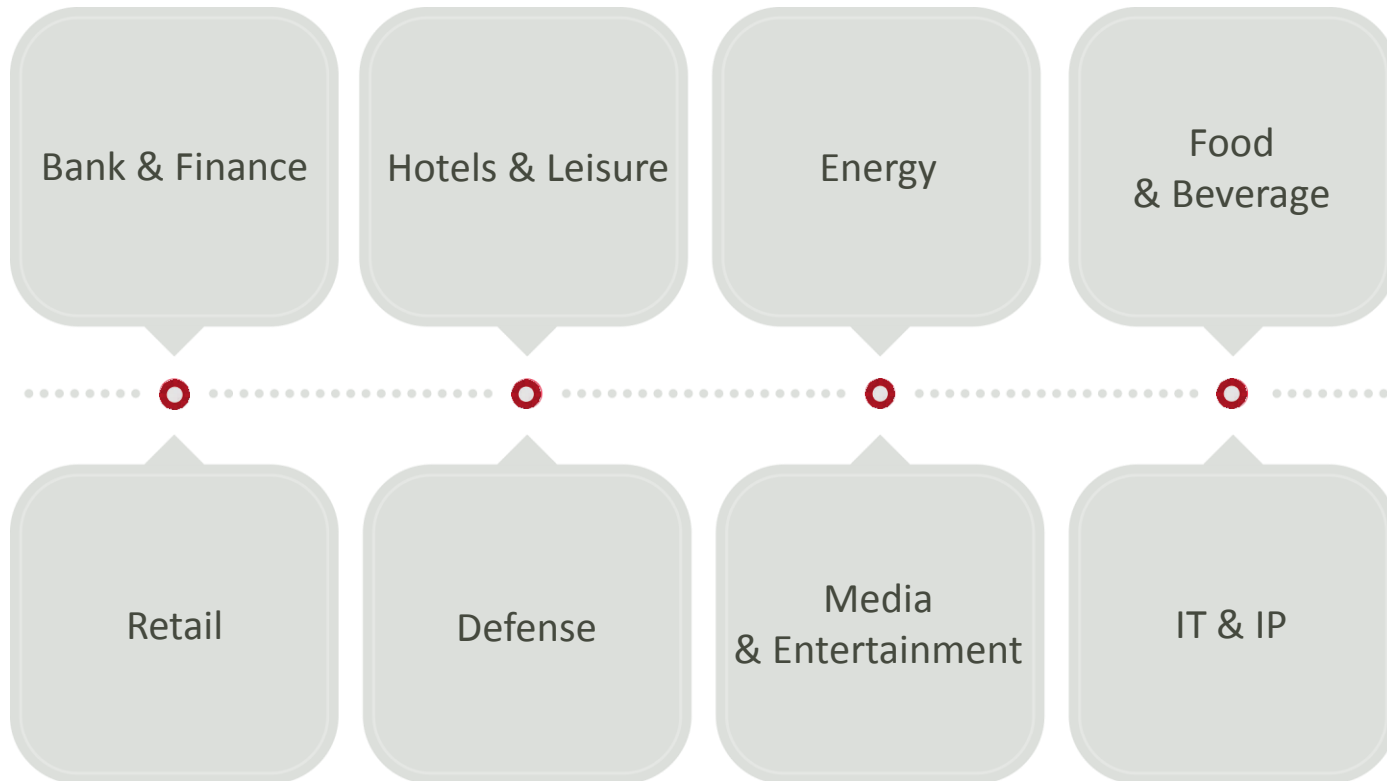 Bank & Finance
Hotels & Leisure
Energy
Food
& Beverage
Retail
Defense
Media
& Entertainment
IT & IP